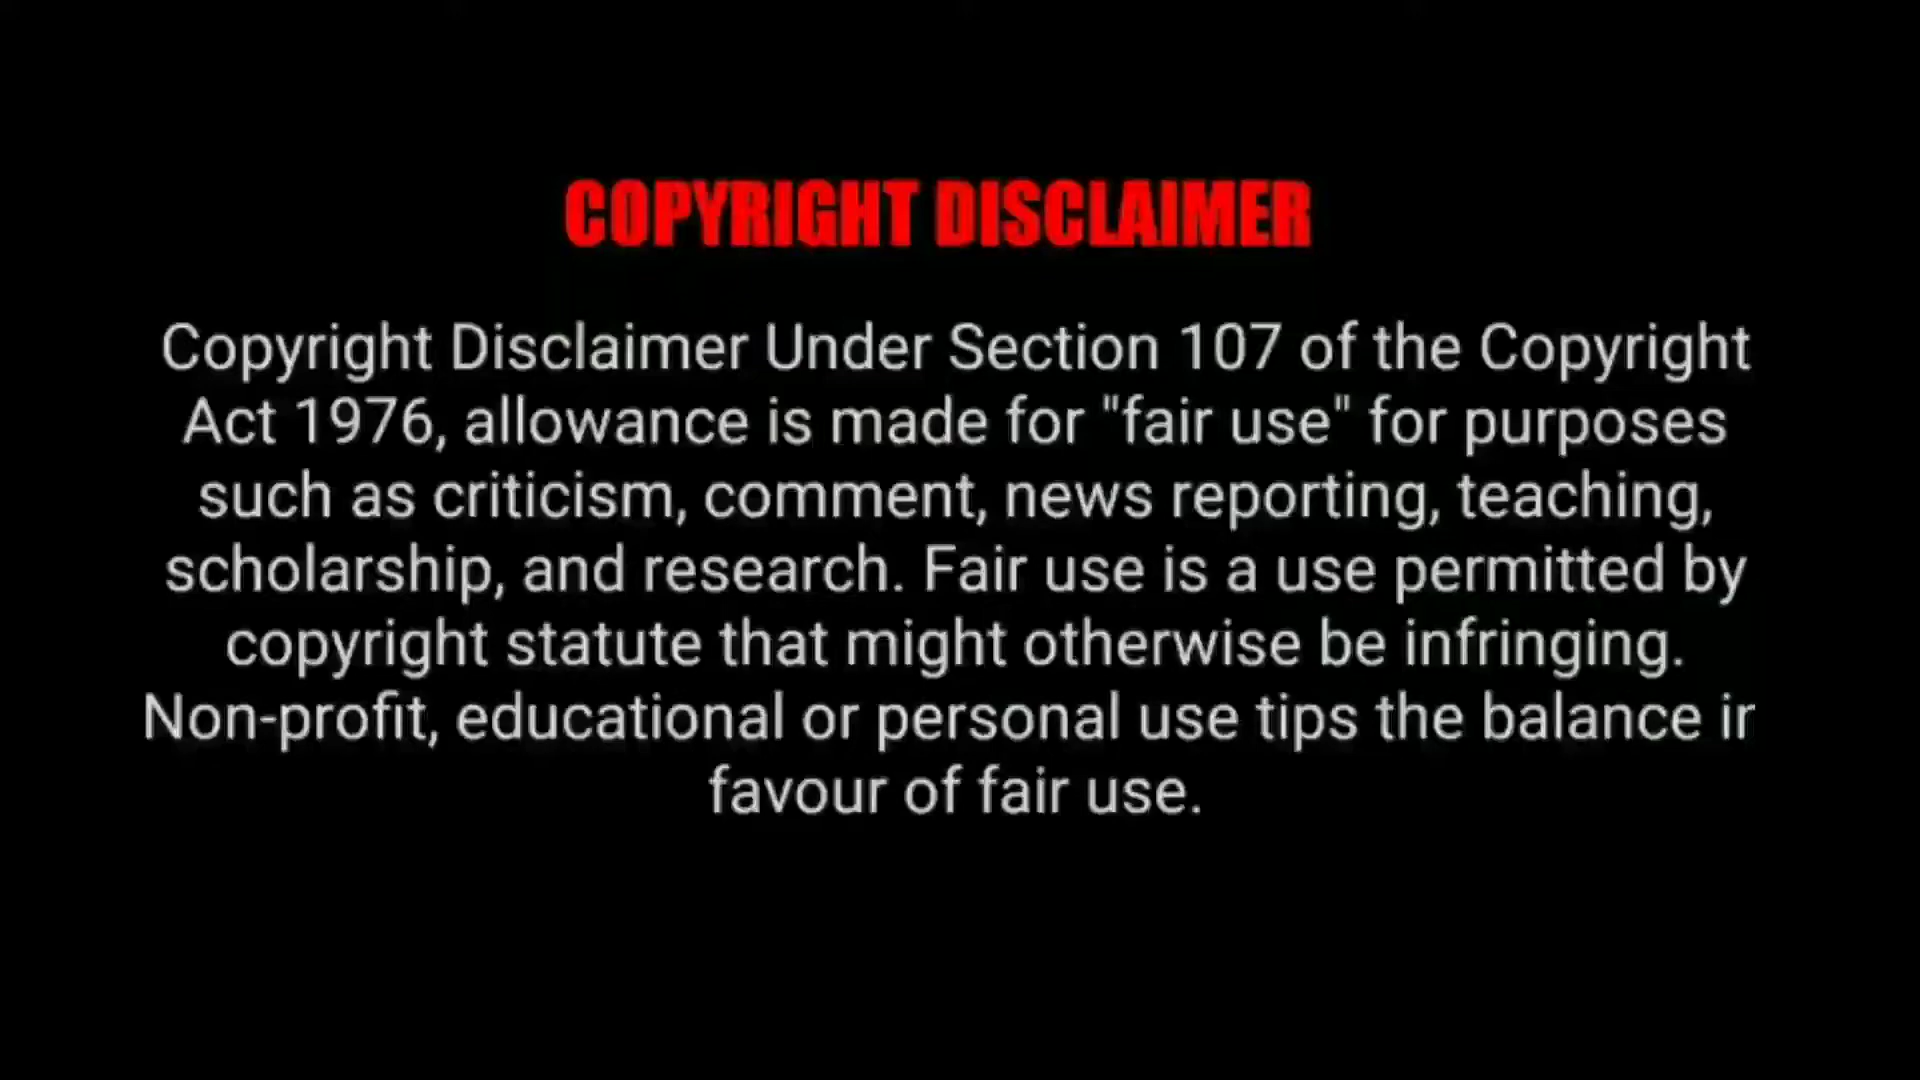 COPYRIGHT DISCLAIMER
Copyright Disclaimer Under Section 107 of the Copyright
Act 1976, allowance is made for "fair use" for purposes
such as criticism, comment, news reporting, teaching,
scholarship, and research. Fair use is a use permitted by
copyright statute that might otherwise be infringing.
Non-profit, educational or personal use tips the balance ir
favour of fair use.